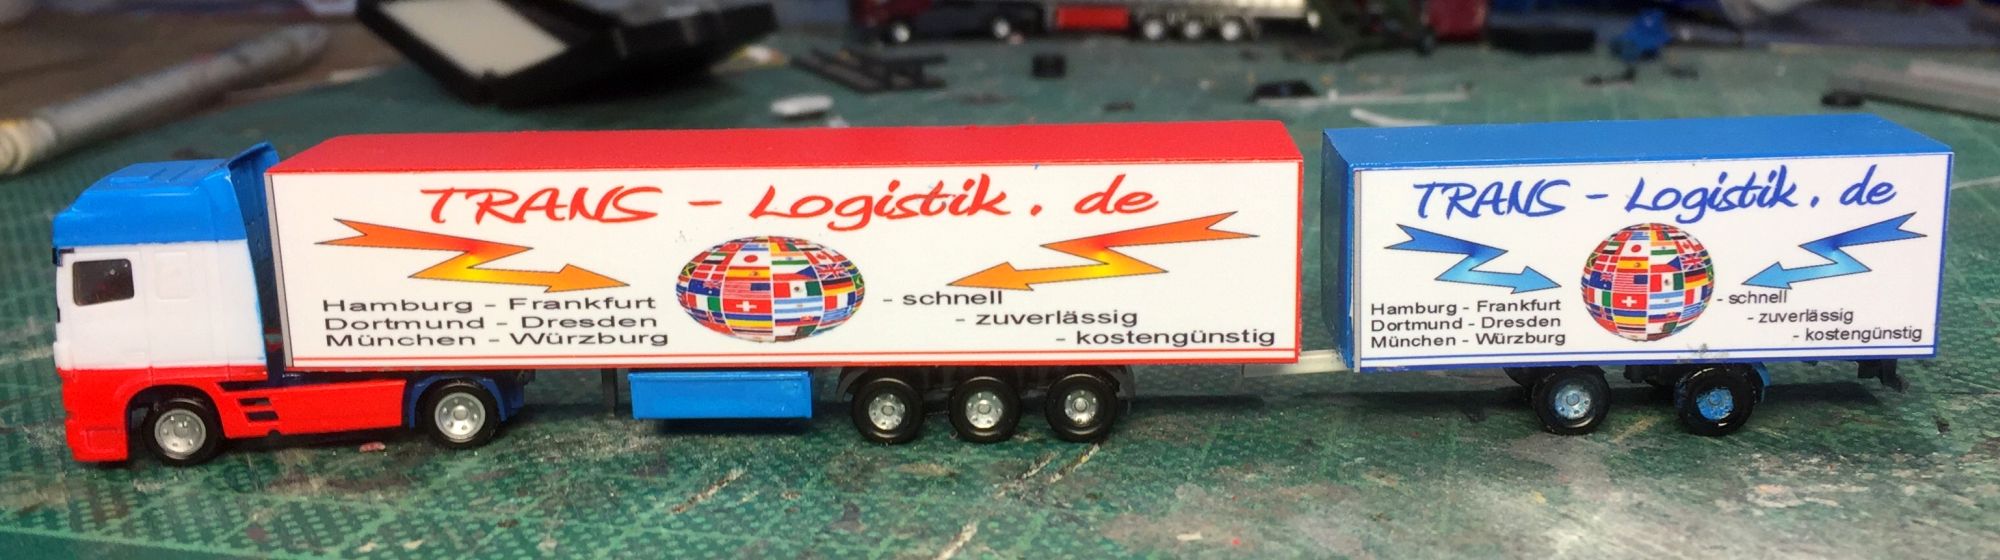 TRANS - Logistik.de
Hamburg - Frankfurt
Dortmund - Dresden
München - Würzburg
- schnell
- zuverlässig
- kostengünstig
TRANS - Logistik.de
Hamburg - Frankfurt
Dortmund - Dresden
München - Würzburg
- schnell
- zuverlässig
- kostengünstig